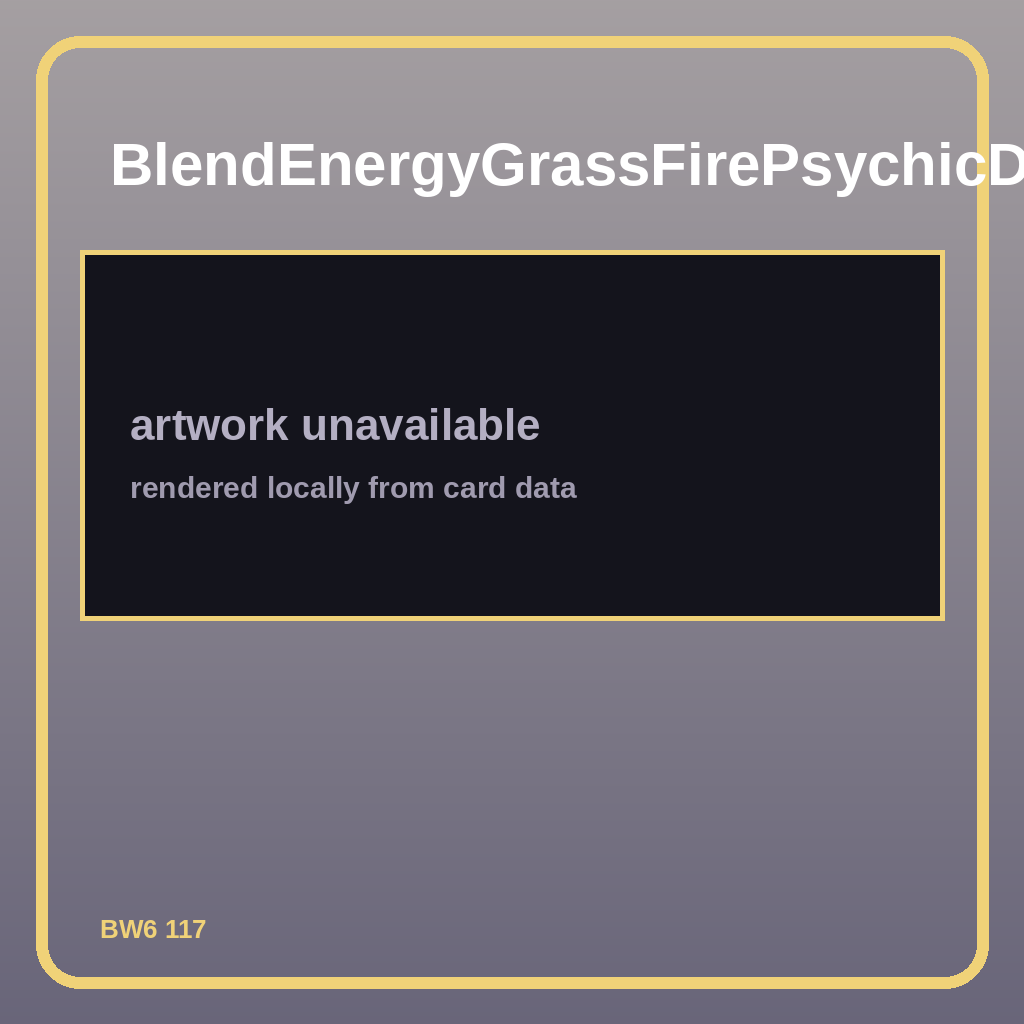 BlendEnergyGrassFirePsychicD
artwork unavailable
rendered locally from card data
BW6 117